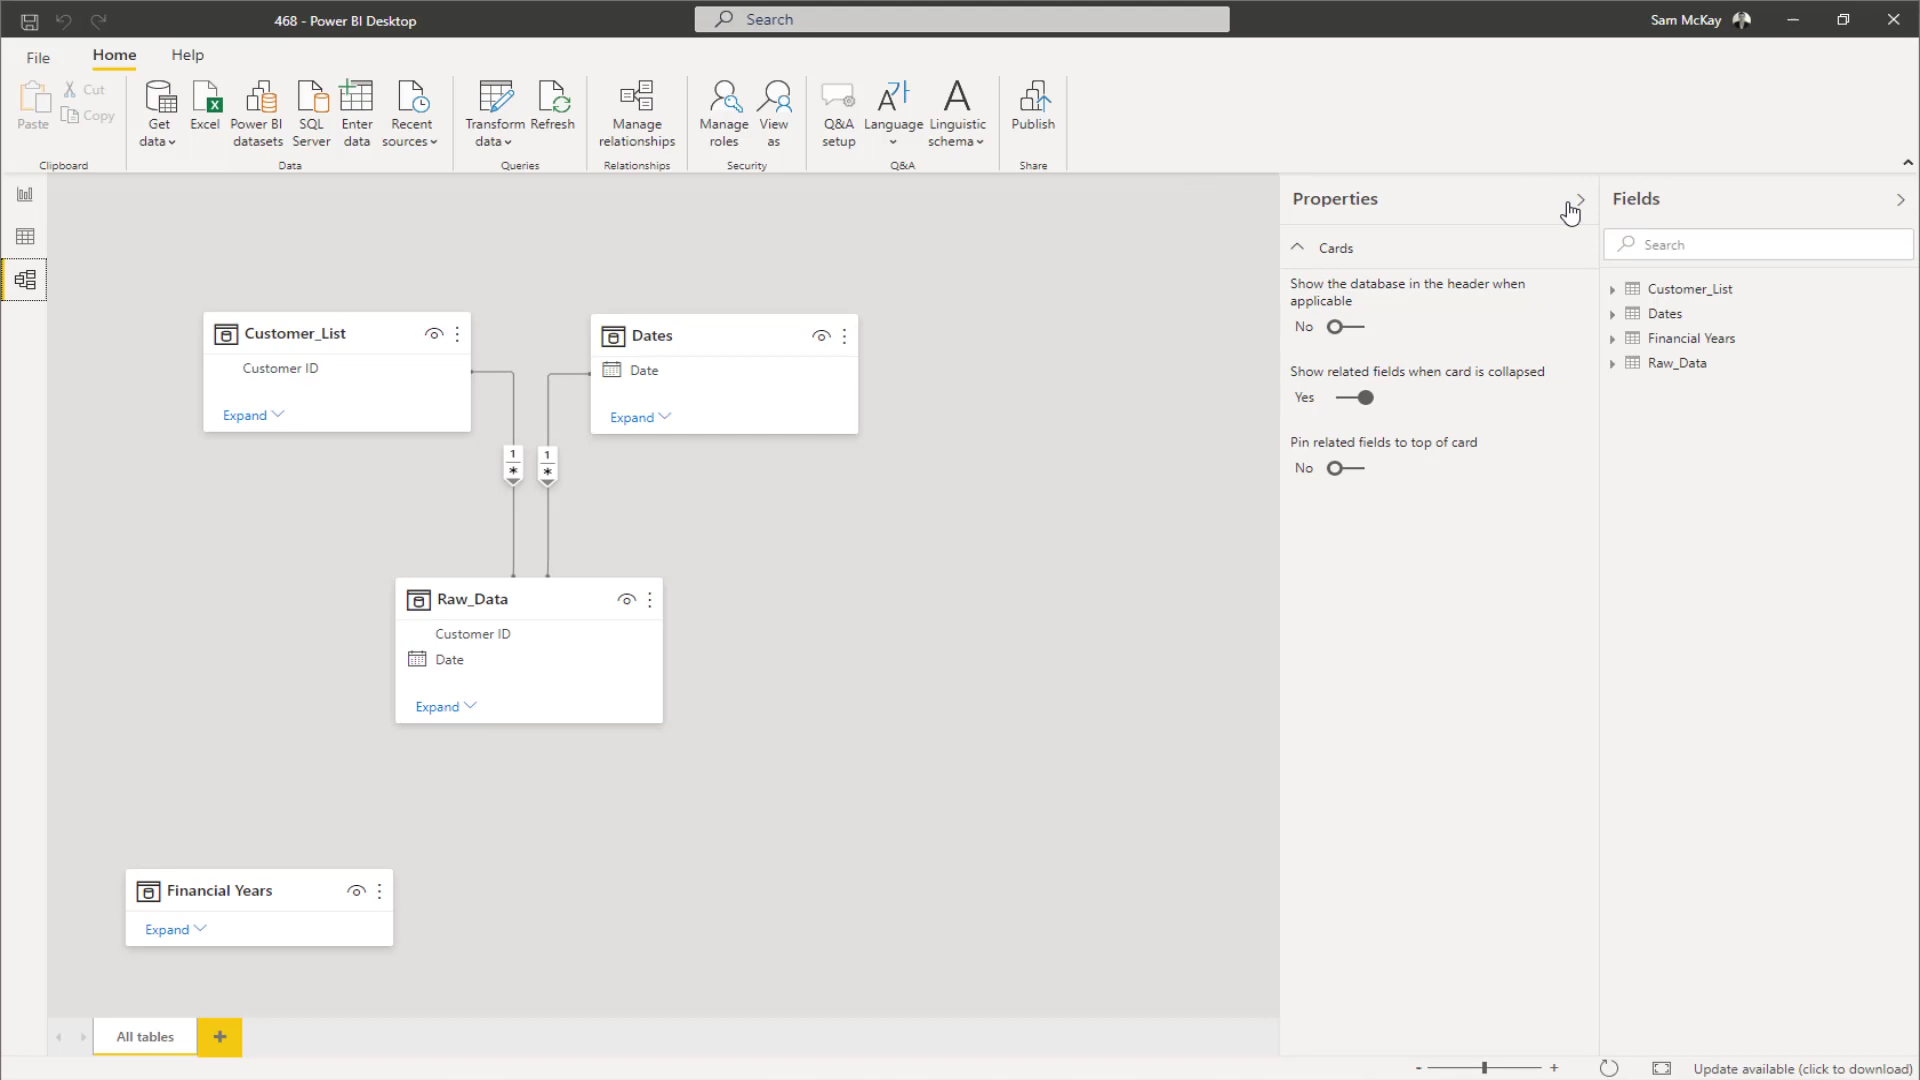 468 - Power BI Desktop
Search
Sam McKay
File
Home
Help
Paste
Cut
Copy
Clipboard
Get data
Excel
Power BI datasets
SQL Server
Enter data
Recent sources
Data
Transform data
Refresh
Queries
Manage relationships
Relationships
Manage roles
View as
Security
Q&A setup
Language
Linguistic schema
Q&A
Publish
Share
Customer_List
Customer ID
Expand
Dates
Date
Expand
1
*
1
*
Raw_Data
Customer ID
Date
Expand
Financial Years
Expand
All tables
Properties
Cards
Show the database in the header when
applicable
No
Show related fields when card is collapsed
Yes
Pin related fields to top of card
No
Fields
Search
Customer_List
Dates
Financial Years
Raw_Data
- +
Update available (click to download)